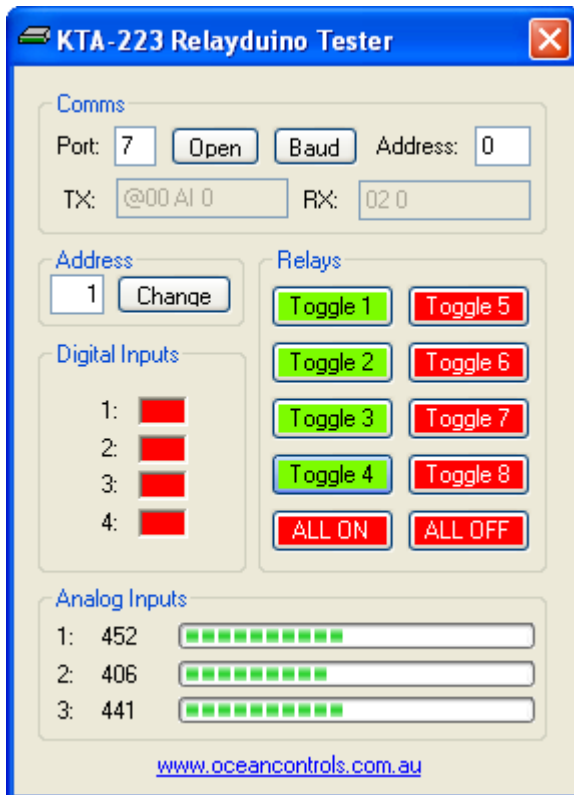 KTA-223 Relayduino Tester
Comms
Port: 7 Open Baud Address: 0
TX: @00 AI 0 RX: 02 0
Address
1 Change
Relays
Toggle 1 Toggle 5
Toggle 2 Toggle 6
Toggle 3 Toggle 7
Toggle 4 Toggle 8
ALL ON ALL OFF
Digital Inputs
1:
2:
3:
4:
Analog Inputs
1: 452
2: 406
3: 441
www.oceancontrols.com.au